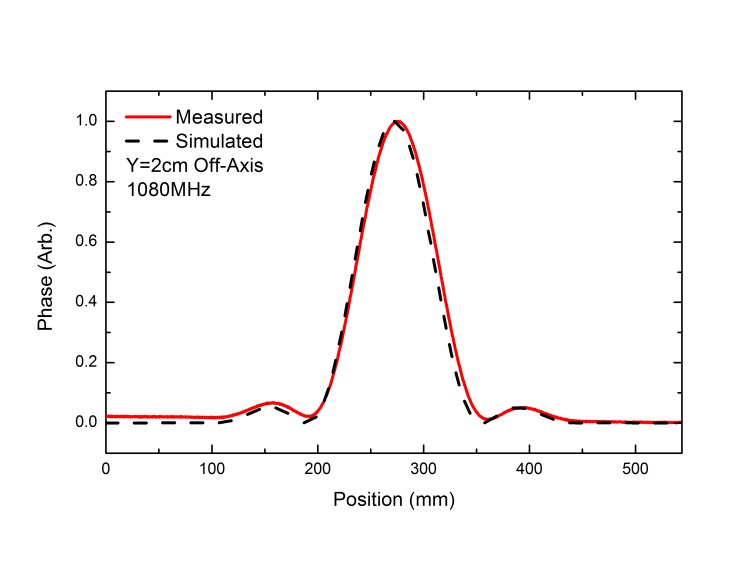 Measured
Simulated
Y=2cm Off-Axis
1080MHz
1.0
0.8
0.6
0.4
0.2
0.0
Phase (Arb.)
0 100 200 300 400 500
Position (mm)